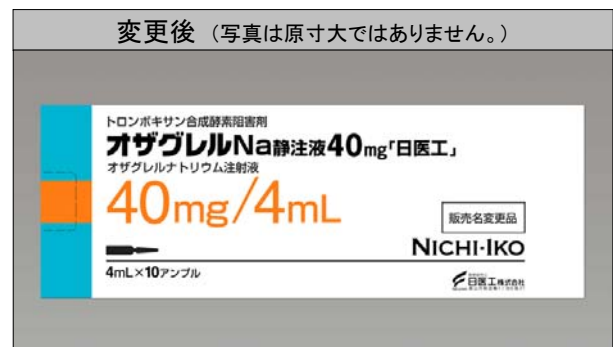 変更後 （写真は原寸大ではありません。）
トロンボキサン合成酵素阻害剤
オザグレルNa静注液40mg「日医工」
オザグレルナトリウム注射液
40mg/4mL
販売名変更品
NICHI-IKO
4mL×10アンプル
日医工株式会社